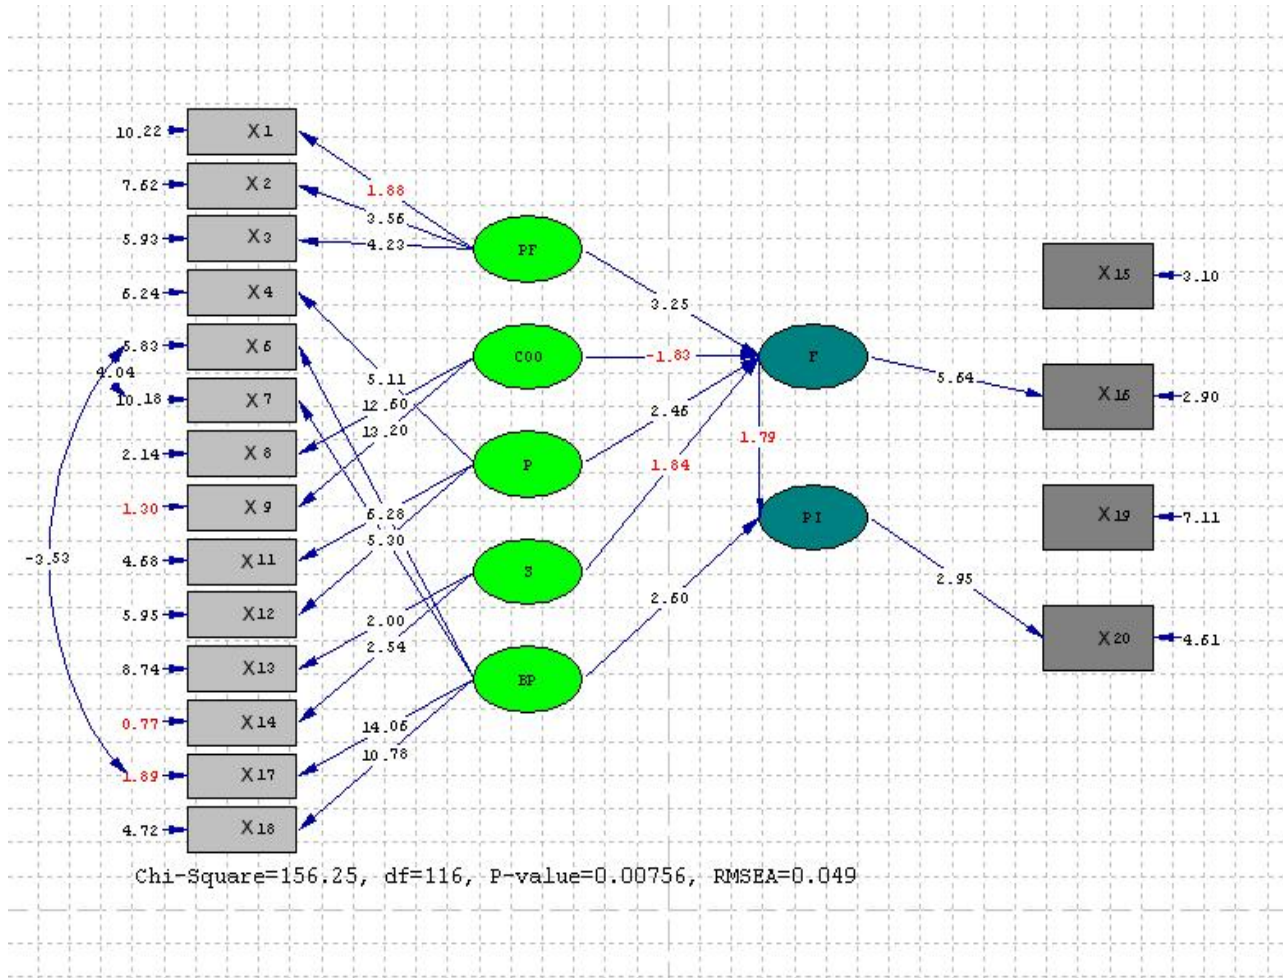 10.22 X1
1.88
7.52 X2
3.56
PF
5.93 X3
4.23
X15 3.10
6.24 X4
3.25
5.83 X6
COO
-1.83
F
4.04
5.11
5.64
10.18 X7
12.60
2.46
X16 2.90
13.20
1.79
2.14 X8
P
1.84
1.30 X9
6.28
PI
X19 7.11
5.30
4.68 X11
-3.53
S
2.95
5.95 X12
2.00
2.60
2.54
X20 4.61
8.74 X13
BP
0.77 X14
14.06
10.78
1.89 X17
4.72 X18
Chi-Square=156.25, df=116, P-value=0.00756, RMSEA=0.049